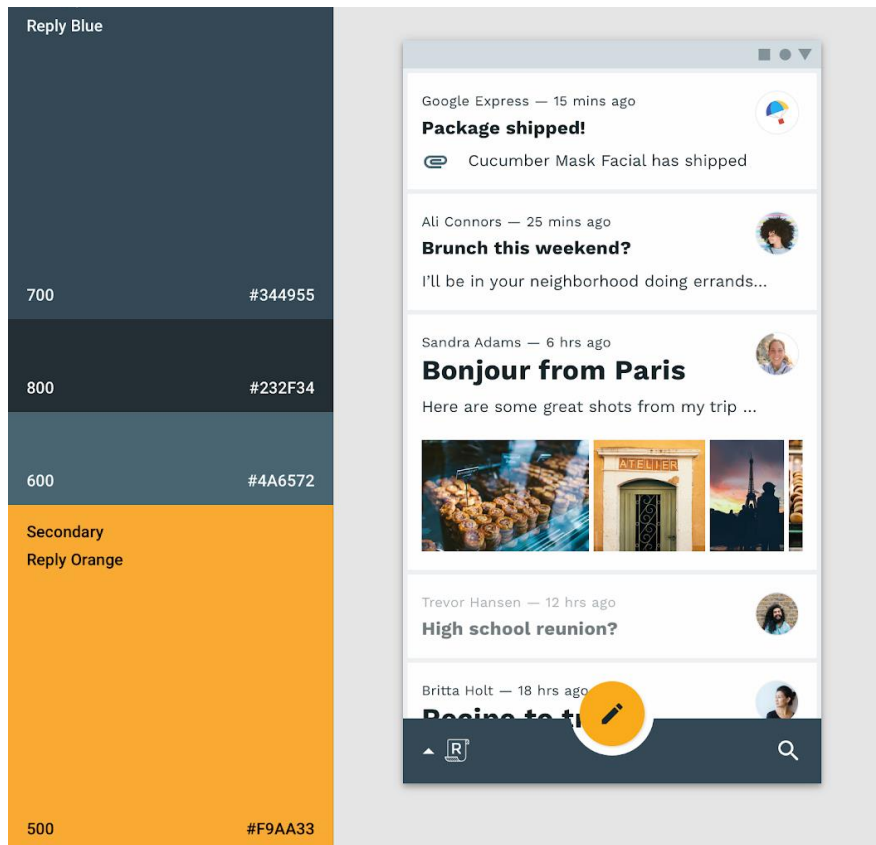 Reply Blue
700 #344955
800 #232F34
600 #4A6572
Secondary
Reply Orange
500 #F9AA33
Google Express — 15 mins ago
Package shipped!
Cucumber Mask Facial has shipped
Ali Connors — 25 mins ago
Brunch this weekend?
I’ll be in your neighborhood doing errands...
Sandra Adams — 6 hrs ago
Bonjour from Paris
Here are some great shots from my trip ...
ATELIER
Trevor Hansen — 12 hrs ago
High school reunion?
Britta Holt — 18 hrs ago
Recipe to
R